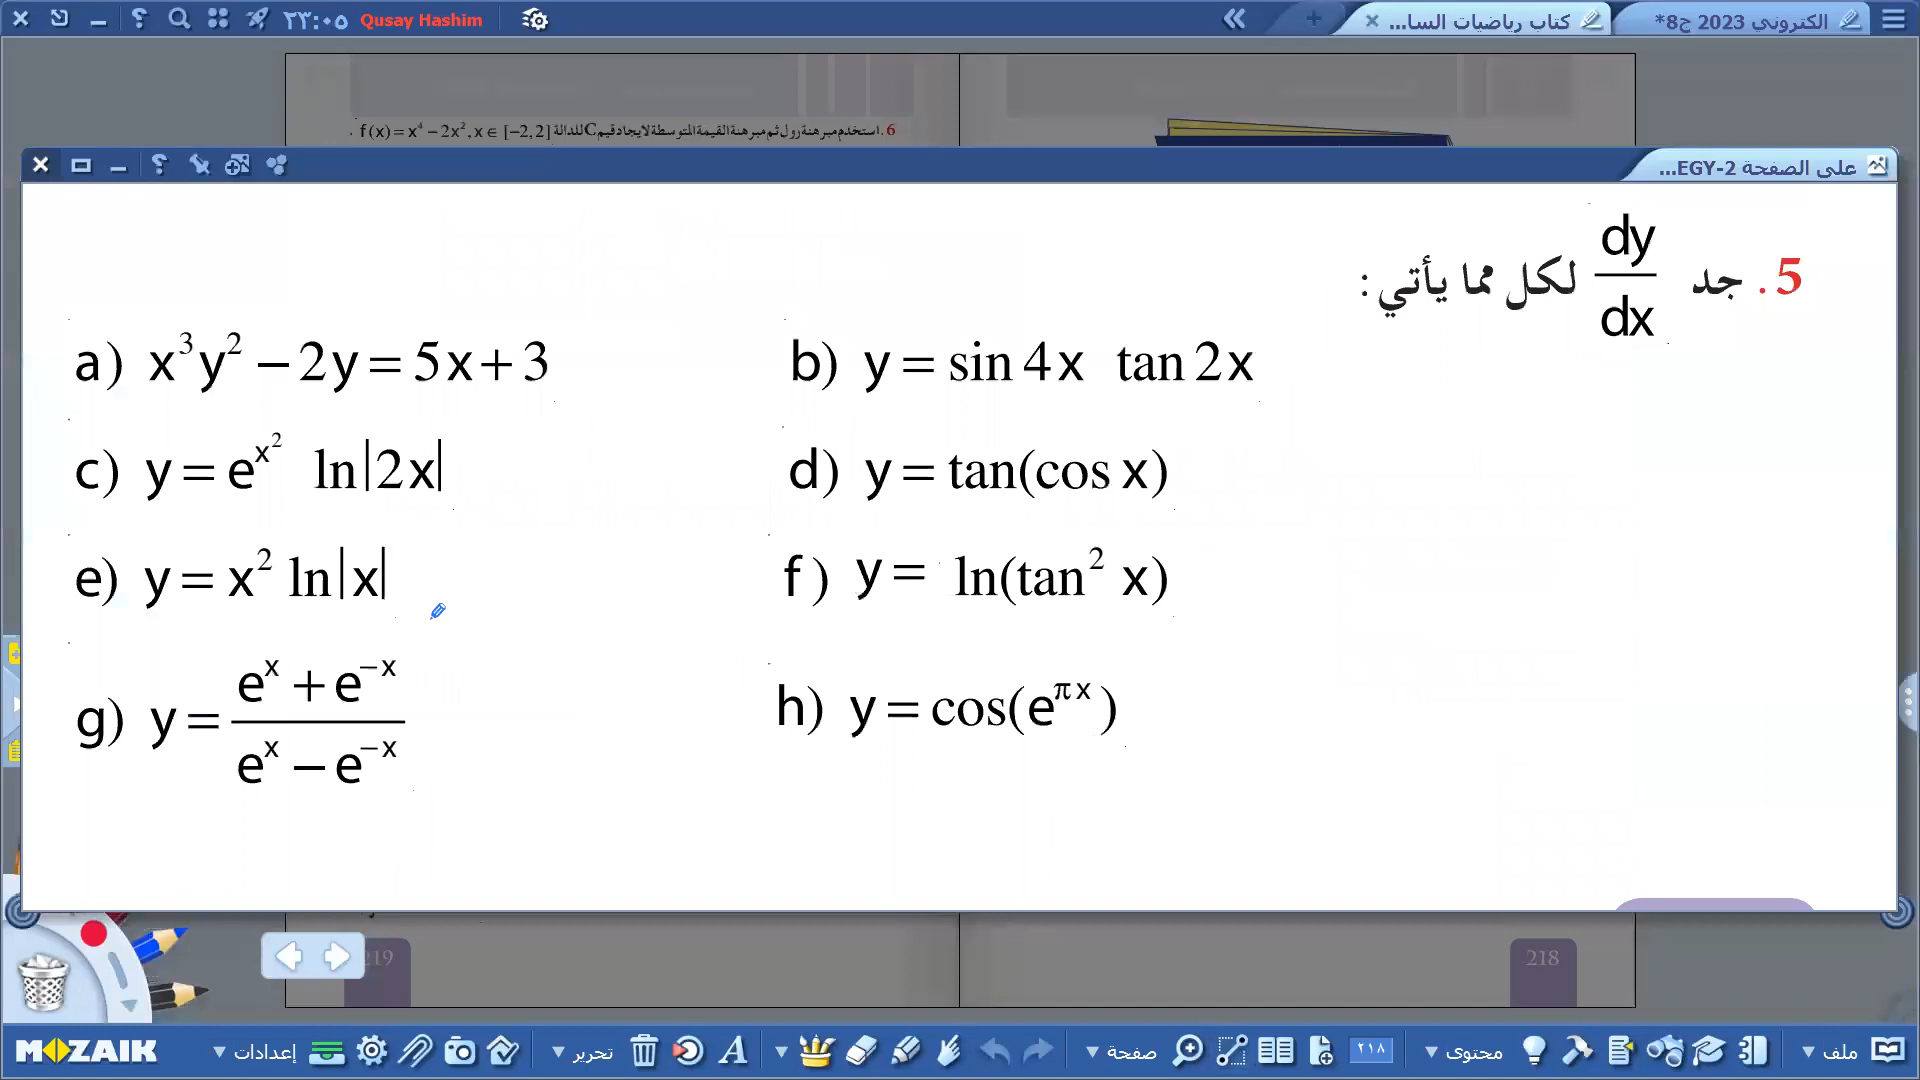 ٢٣:٠٥ Qusay Hashim
كتاب رياضيات السا...
الكتروني 2023 ج8*
6. استخدم مبرهنة رول ثم مبرهنة القيمة المتوسطة لايجاد قيم C للدالة f(x) = x⁴ − 2x², x ∈ [−2, 2] .
على الصفحة EGY-2...
5. جد dy/dx لكل مما يأتي :
a) x³y² − 2y = 5x + 3
b) y = sin 4x tan 2x
c) y = e^(x²) ln|2x|
d) y = tan(cos x)
e) y = x² ln|x|
f) y = ln(tan² x)
g) y = (e^x + e^−x)/(e^x − e^−x)
h) y = cos(e^(πx))
219
218
MOZAIK
إعدادات
تحرير
صفحة
٢١٨
محتوى
ملف